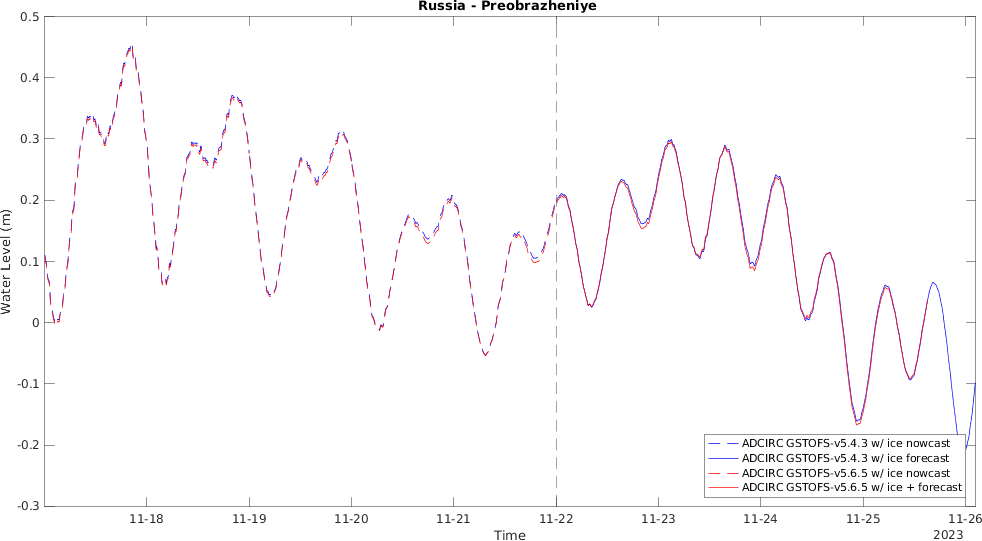 Russia - Preobrazheniye
0.5
0.4
0.3
0.2
0.1
0
-0.1
-0.2
-0.3
Water Level (m)
ADCIRC GSTOFS-v5.4.3 w/ ice nowcast
ADCIRC GSTOFS-v5.4.3 w/ ice forecast
ADCIRC GSTOFS-v5.6.5 w/ ice nowcast
ADCIRC GSTOFS-v5.6.5 w/ ice + forecast
11-18 11-19 11-20 11-21 11-22 11-23 11-24 11-25 11-26
Time
2023